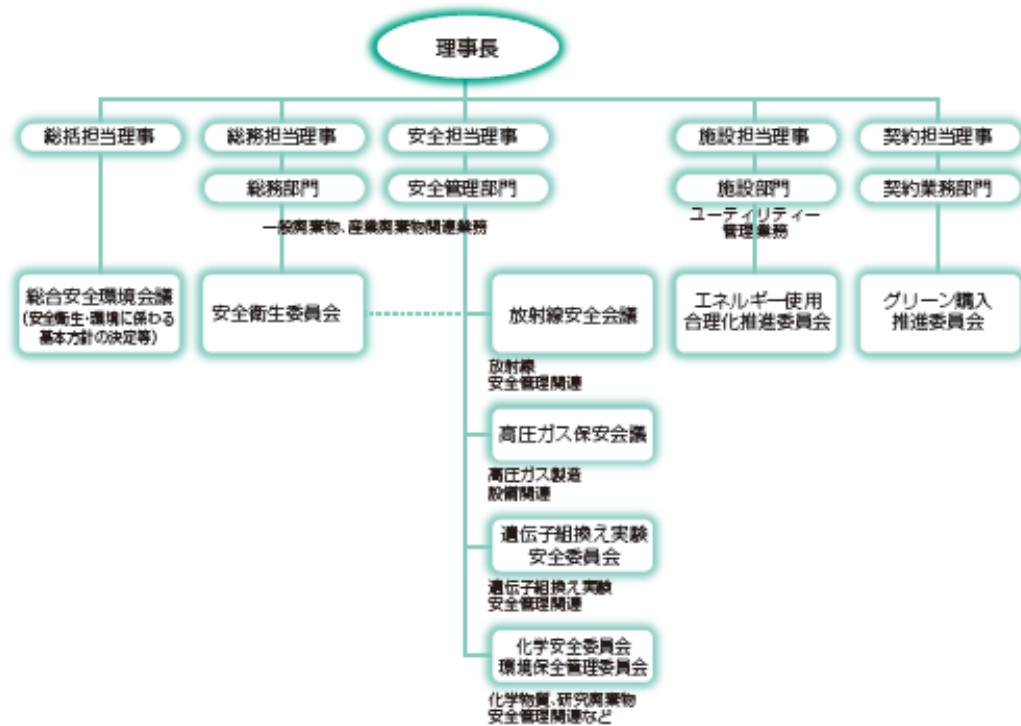 理事長
総括担当理事
総務担当理事
安全担当理事
施設担当理事
契約担当理事
総務部門
安全管理部門
施設部門
契約業務部門
一般廃棄物、産業廃棄物関連業務
ユーティリティー
管理業務
総合安全環境会議
(安全衛生・環境に係わる
基本方針の決定等)
安全衛生委員会
放射線安全会議
エネルギー使用
合理化推進委員会
グリーン購入
推進委員会
放射線
安全管理関連
高圧ガス保安会議
高圧ガス製造
設備関連
遺伝子組換え実験
安全委員会
遺伝子組換え実験
安全管理関連
化学安全委員会
環境保全管理委員会
化学物質、研究廃棄物
安全管理関連など